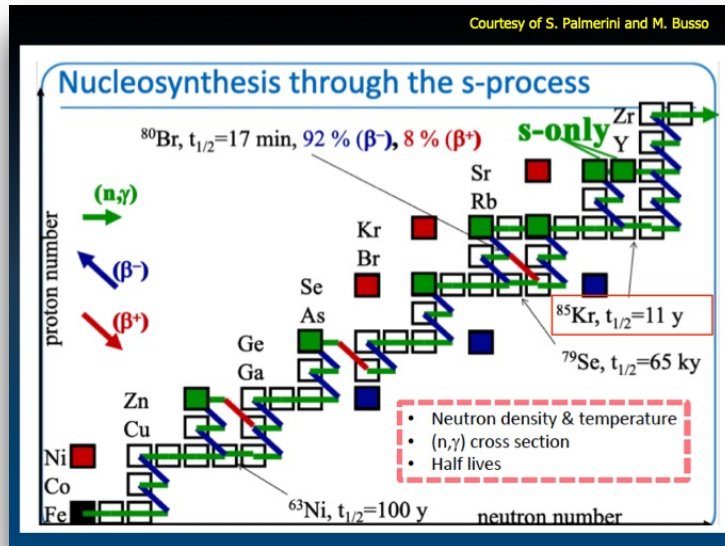 Courtesy of S. Palmerini and M. Busso
Nucleosynthesis through the s-process
Zr
s-only
Y
⁸⁰Br, t₁/₂=17 min, 92 % (β⁻), 8 % (β⁺)
Sr
Rb
(n,γ)
Kr
Br
(β⁻)
Se
As
(β⁺)
⁸⁵Kr, t₁/₂=11 y
⁷⁹Se, t₁/₂=65 ky
Ge
Ga
Zn
Cu
• Neutron density & temperature
• (n,γ) cross section
• Half lives
Ni
Co
Fe
⁶³Ni, t₁/₂=100 y
neutron number
proton number